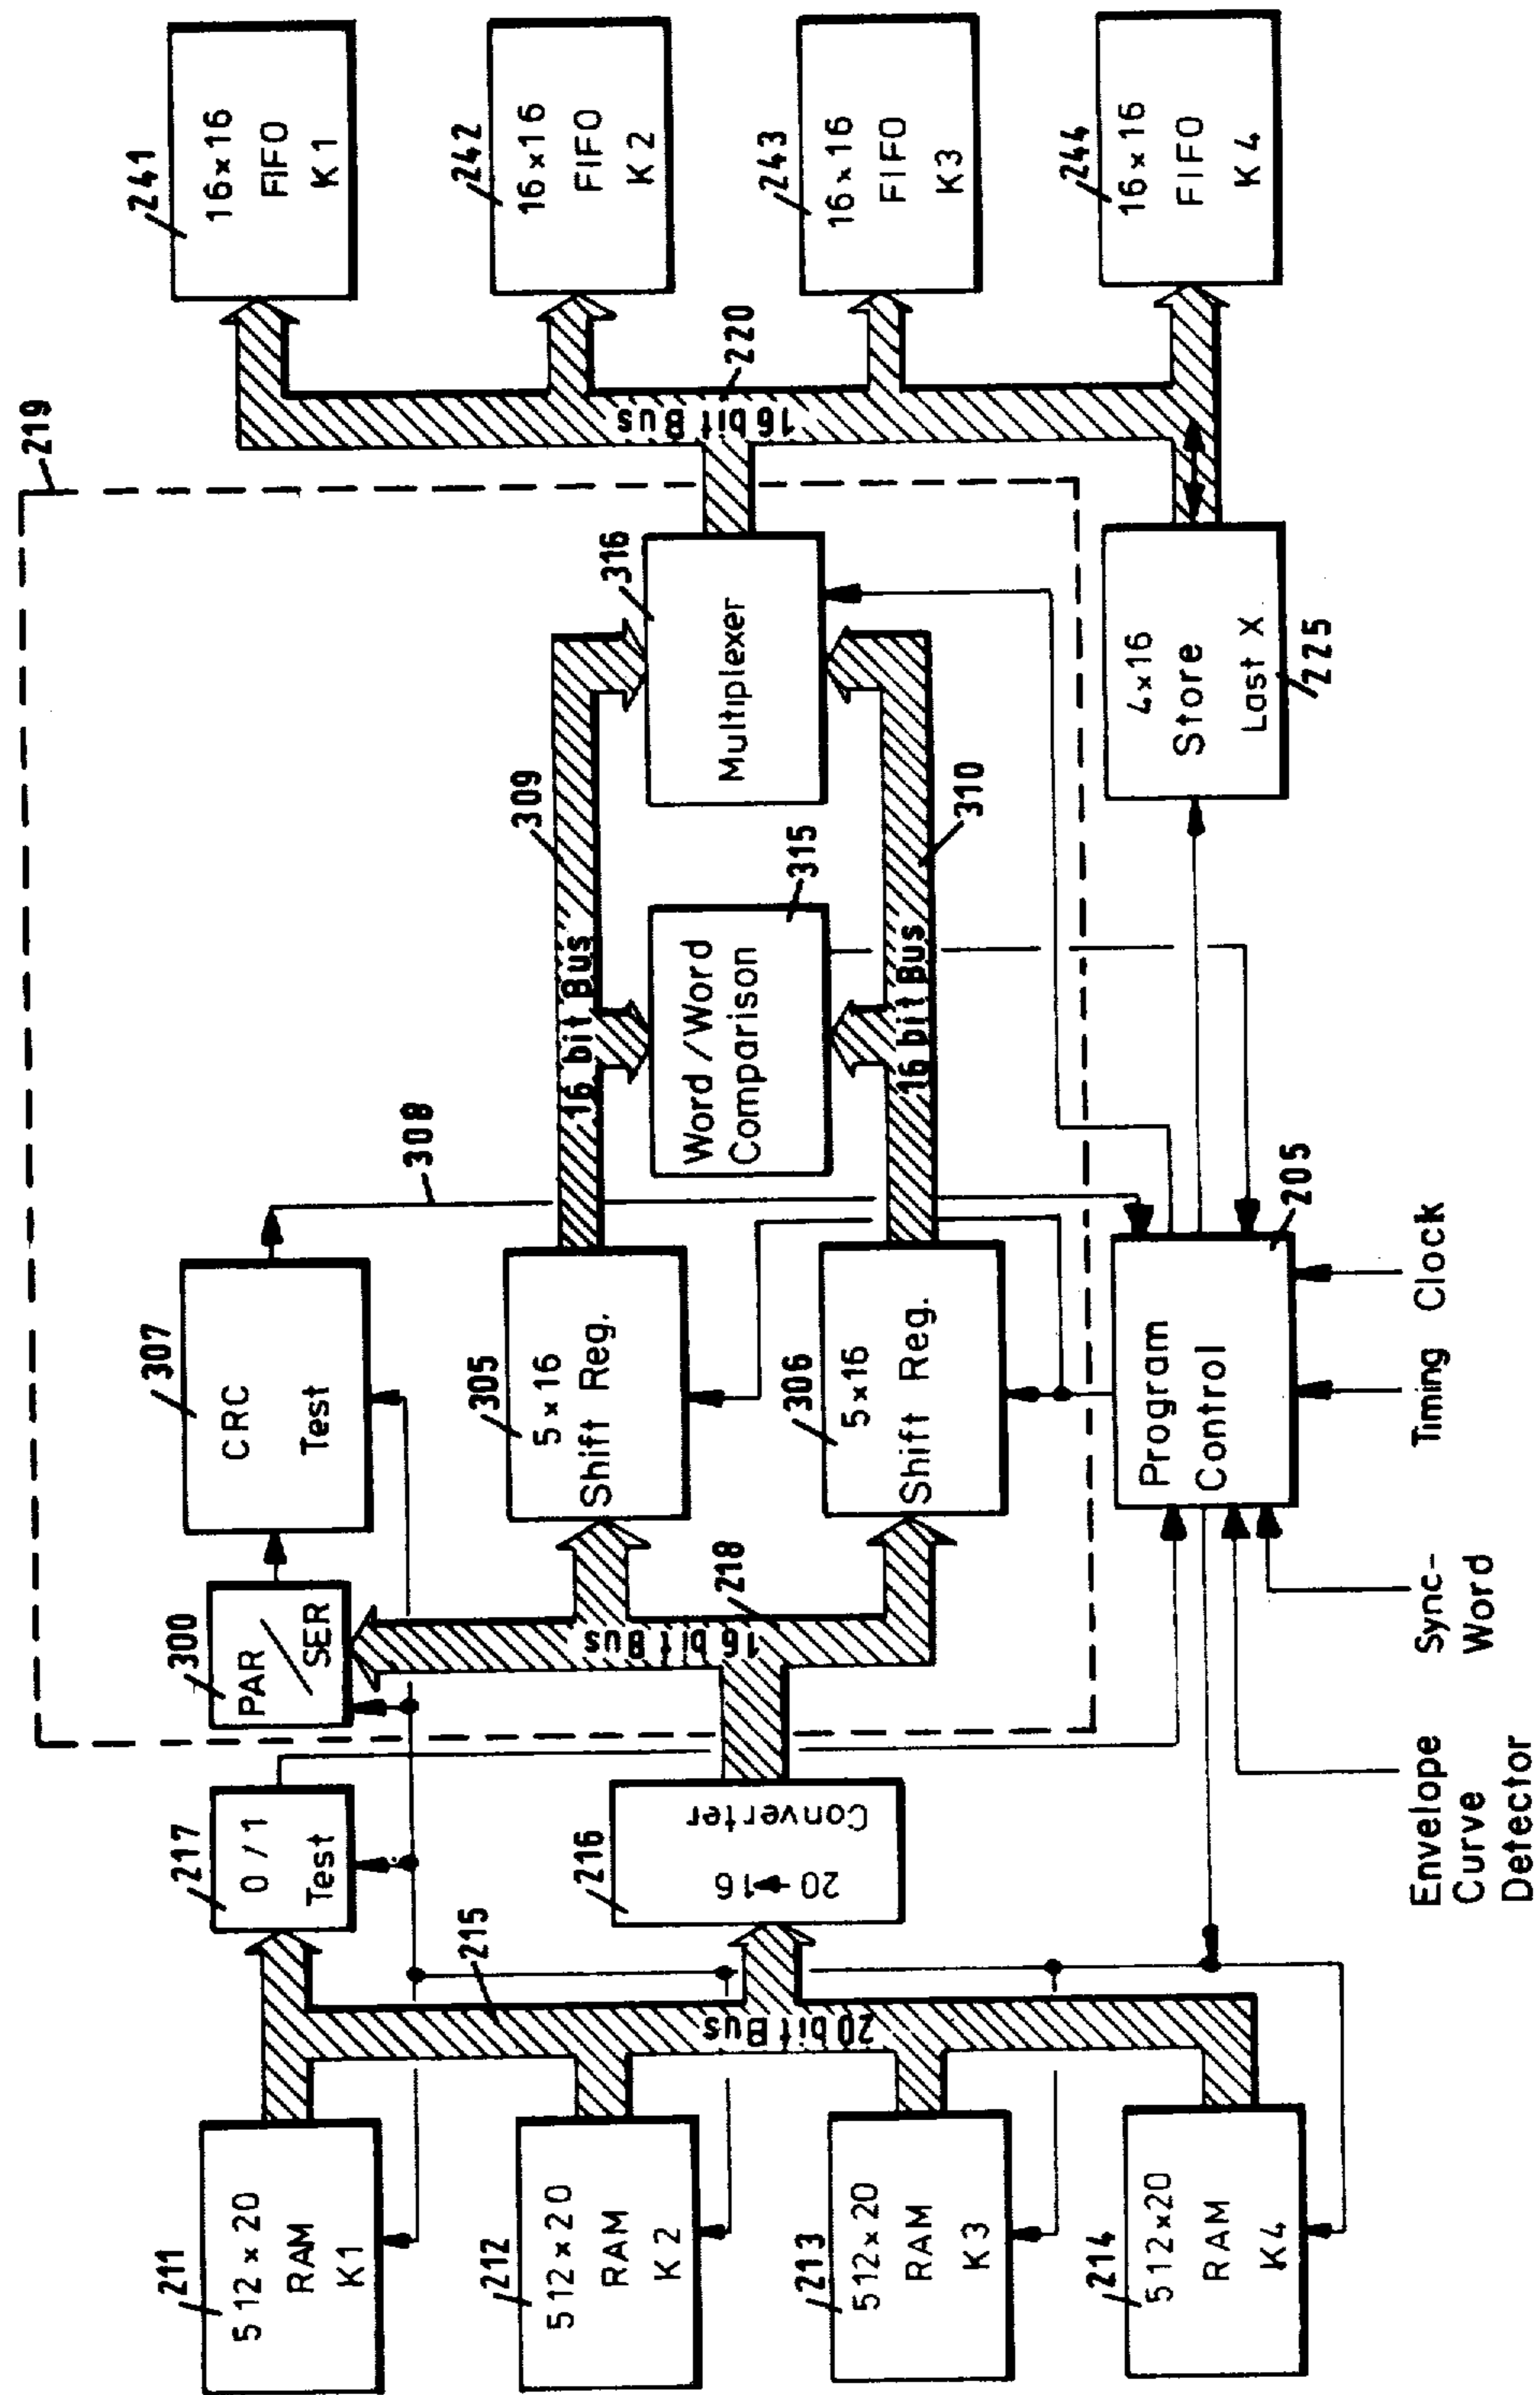 211
512 × 20
RAM
K1
212
512 × 20
RAM
K2
213
512×20
RAM
K3
214
512×20
RAM
K4
215
20 bit Bus
217
0 / 1
Test
216
20→16
Converter
300
PAR
/ SER
218
16 bit Bus
307
CRC
Test
308
305
5×16
Shift Reg.
306
5×16
Shift Reg.
309
16 bit Bus
310
16 bit Bus
315
Word / Word
Comparison
316
Multiplexer
219
220
16 bit Bus
241
16×16
FIFO
K1
242
16×16
FIFO
K2
243
16×16
FIFO
K3
244
16×16
FIFO
K4
4×16
Store
Last X
225
Program
Control
205
Envelope
Curve
Detector
Sync-
Word
Timing Clock